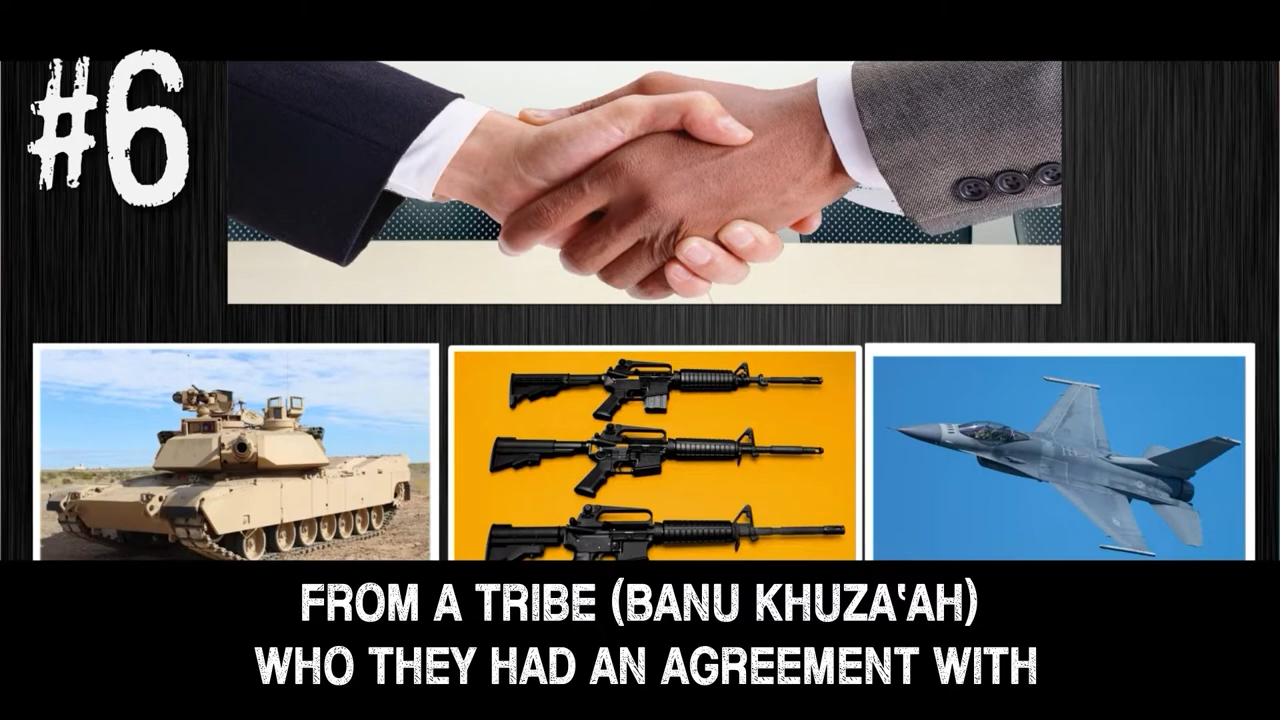 #6
FROM A TRIBE (BANU KHUZA‘AH)
WHO THEY HAD AN AGREEMENT WITH